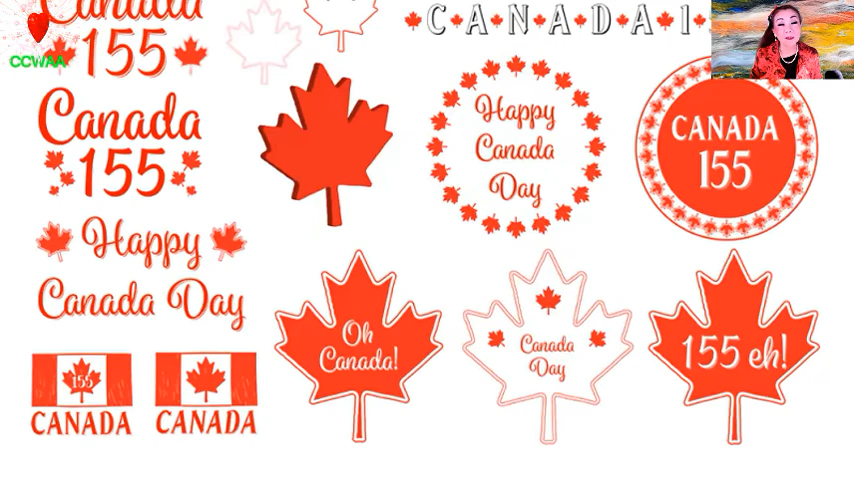 Canada
155
CCWAA
CANADA1
Canada
155
Happy
Canada
Day
CANADA
155
Happy
Canada Day
155
CANADA
CANADA
Oh
Canada!
Canada
Day
155 eh!